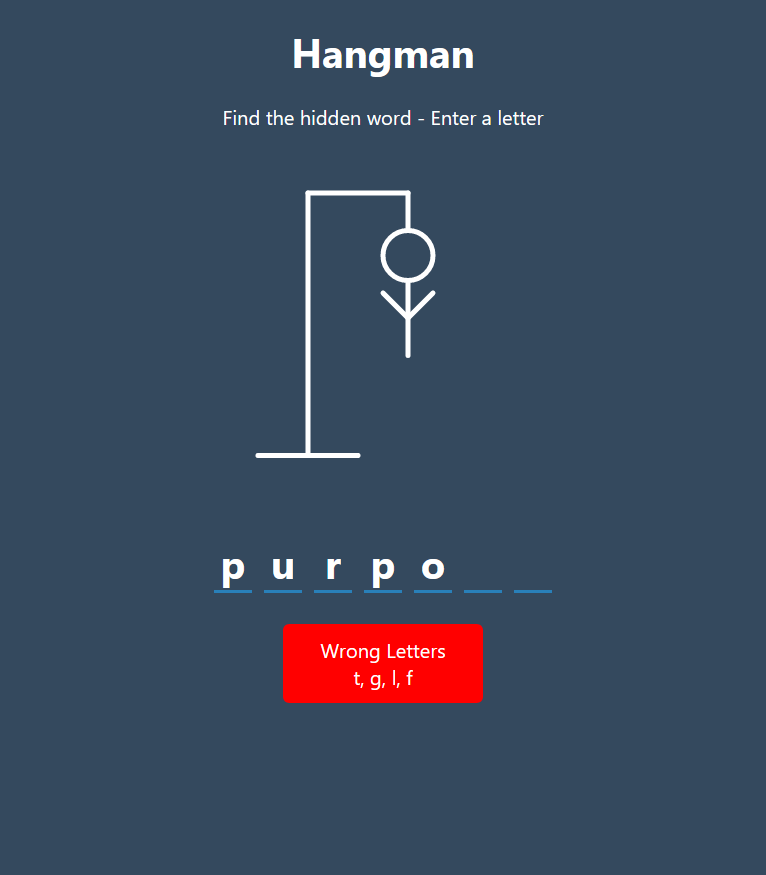 Hangman
Find the hidden word - Enter a letter
p u r p o
Wrong Letters
t, g, l, f